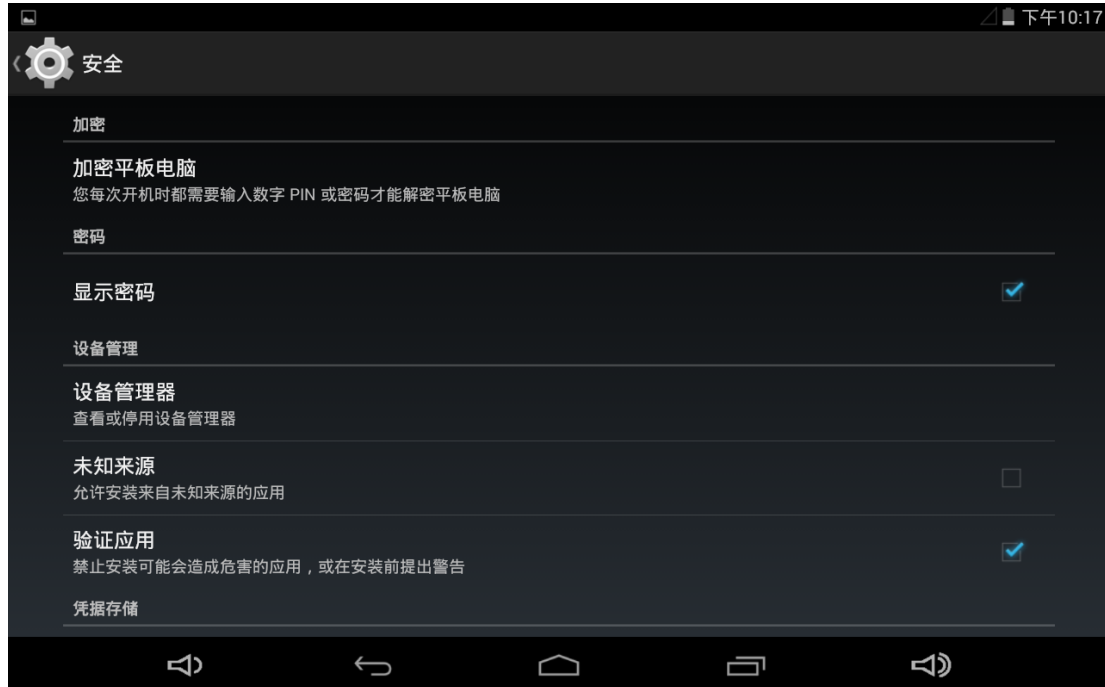 下午10:17
安全
加密
加密平板电脑
您每次开机时都需要输入数字 PIN 或密码才能解密平板电脑
密码
显示密码
设备管理
设备管理器
查看或停用设备管理器
未知来源
允许安装来自未知来源的应用
验证应用
禁止安装可能会造成危害的应用，或在安装前提出警告
凭据存储